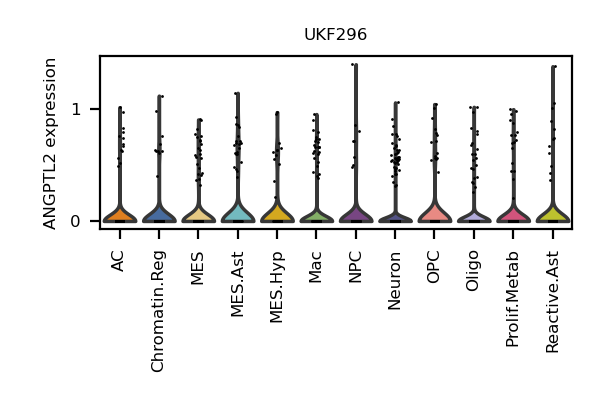 UKF296
ANGPTL2 expression
1
0
AC
Chromatin.Reg
MES
MES.Ast
MES.Hyp
Mac
NPC
Neuron
OPC
Oligo
Prolif.Metab
Reactive.Ast